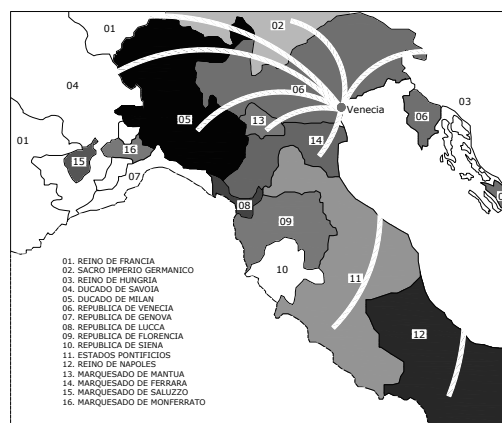 01
02
04
03
06
Venecia
05
13
06
01
16
14
15
07
08
09
10
11
12
01. REINO DE FRANCIA
02. SACRO IMPERIO GERMANICO
03. REINO DE HUNGRIA
04. DUCADO DE SAVOIA
05. DUCADO DE MILAN
06. REPUBLICA DE VENECIA
07. REPUBLICA DE GENOVA
08. REPUBLICA DE LUCCA
09. REPUBLICA DE FLORENCIA
10. REPUBLICA DE SIENA
11. ESTADOS PONTIFICIOS
12. REINO DE NAPOLES
13. MARQUESADO DE MANTUA
14. MARQUESADO DE FERRARA
15. MARQUESADO DE SALUZZO
16. MARQUESADO DE MONFERRATO